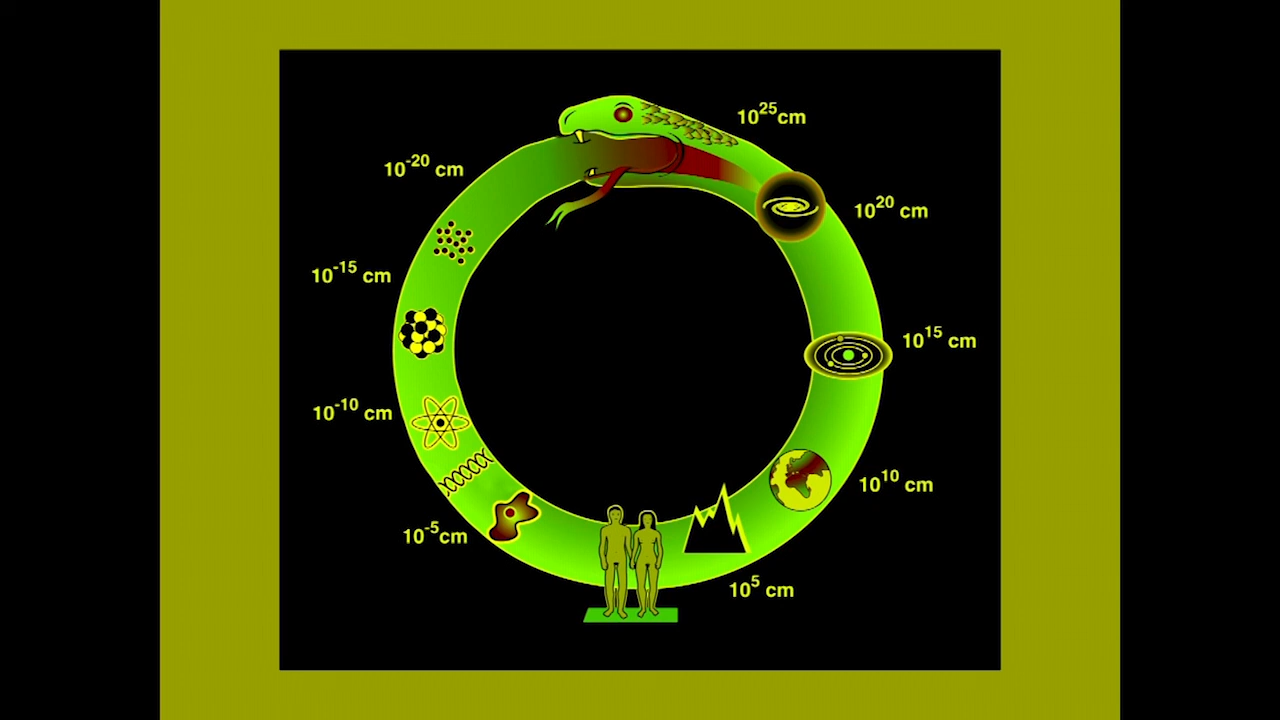 10²⁵cm
10⁻²⁰ cm
10²⁰ cm
10⁻¹⁵ cm
10¹⁵ cm
10⁻¹⁰ cm
10¹⁰ cm
10⁻⁵cm
10⁵ cm